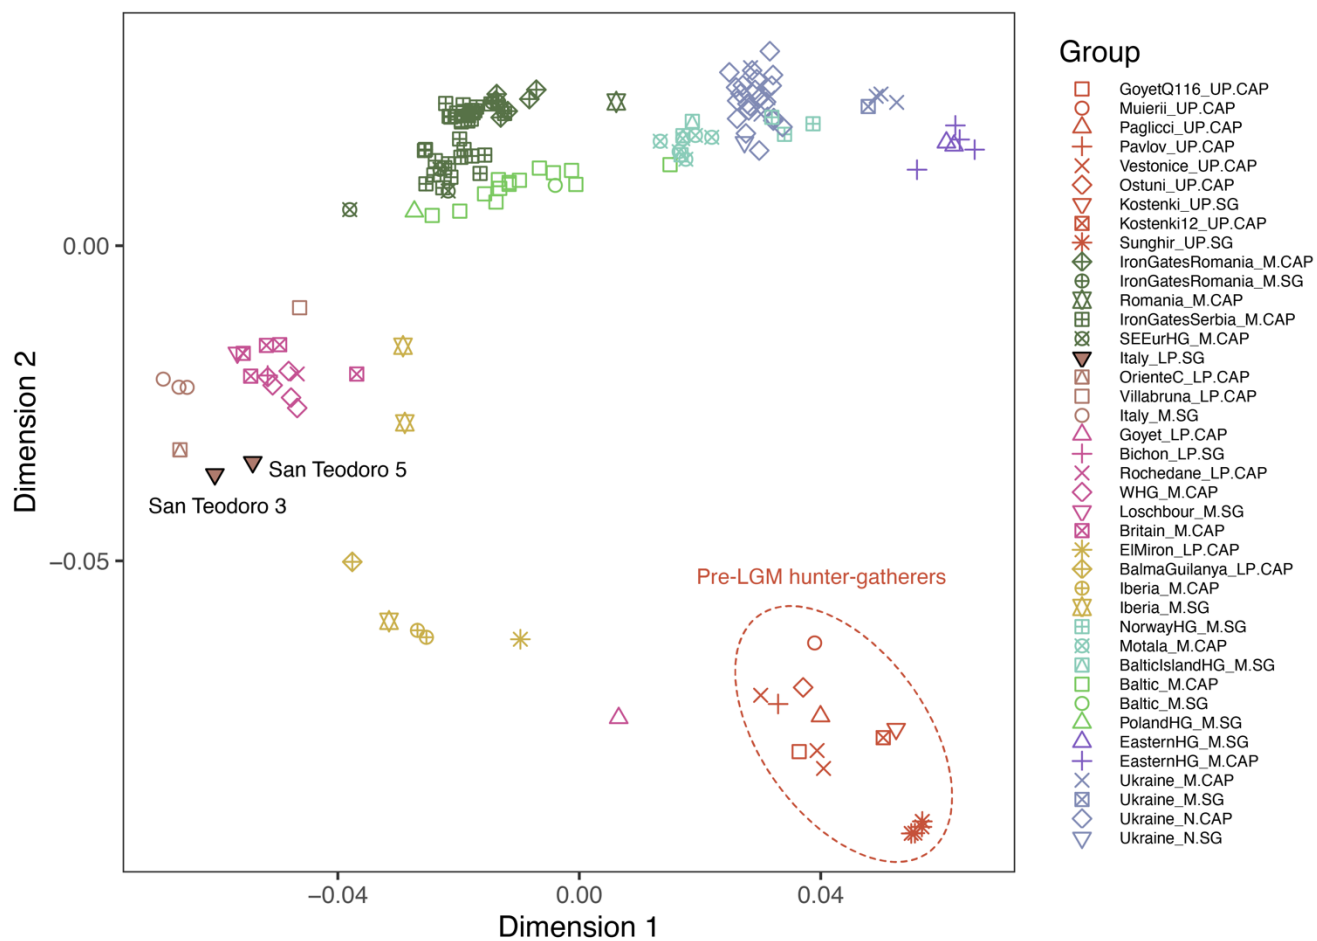 Group
GoyetQ116_UP.CAP
Muierii_UP.CAP
Paglicci_UP.CAP
Pavlov_UP.CAP
Vestonice_UP.CAP
Ostuni_UP.CAP
Kostenki_UP.SG
Kostenki12_UP.CAP
Sunghir_UP.SG
IronGatesRomania_M.CAP
IronGatesRomania_M.SG
Romania_M.CAP
IronGatesSerbia_M.CAP
SEEurHG_M.CAP
Italy_LP.SG
OrienteC_LP.CAP
Villabruna_LP.CAP
Italy_M.SG
Goyet_LP.CAP
Bichon_LP.SG
Rochedane_LP.CAP
WHG_M.CAP
Loschbour_M.SG
Britain_M.CAP
ElMiron_LP.CAP
BalmaGuilanya_LP.CAP
Iberia_M.CAP
Iberia_M.SG
NorwayHG_M.SG
Motala_M.CAP
BalticIslandHG_M.SG
Baltic_M.CAP
Baltic_M.SG
PolandHG_M.SG
EasternHG_M.SG
EasternHG_M.CAP
Ukraine_M.CAP
Ukraine_M.SG
Ukraine_N.CAP
Ukraine_N.SG
0.00
−0.05
Dimension 2
San Teodoro 5
San Teodoro 3
Pre-LGM hunter-gatherers
−0.04
0.00
0.04
Dimension 1